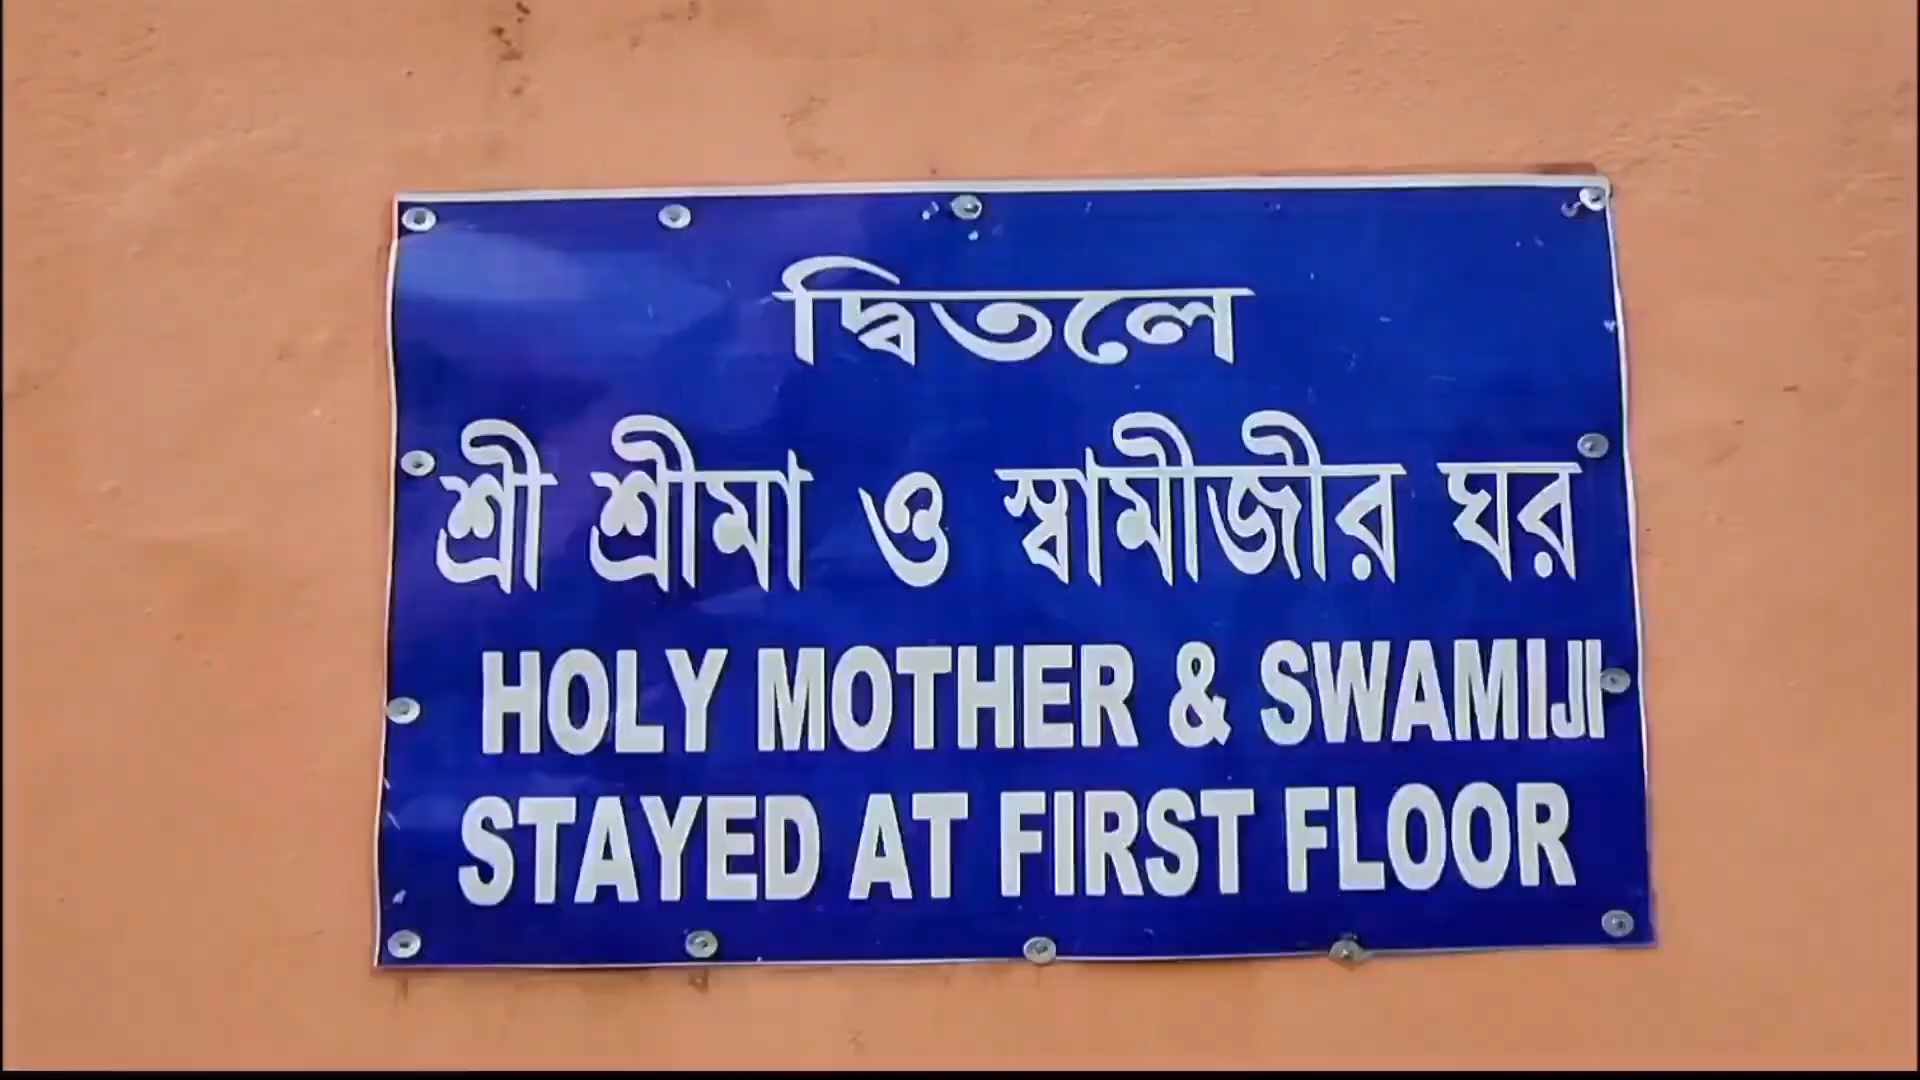 দ্বিতলে
শ্রী শ্রীমা ও স্বামীজীর ঘর
HOLY MOTHER & SWAMIJI
STAYED AT FIRST FLOOR